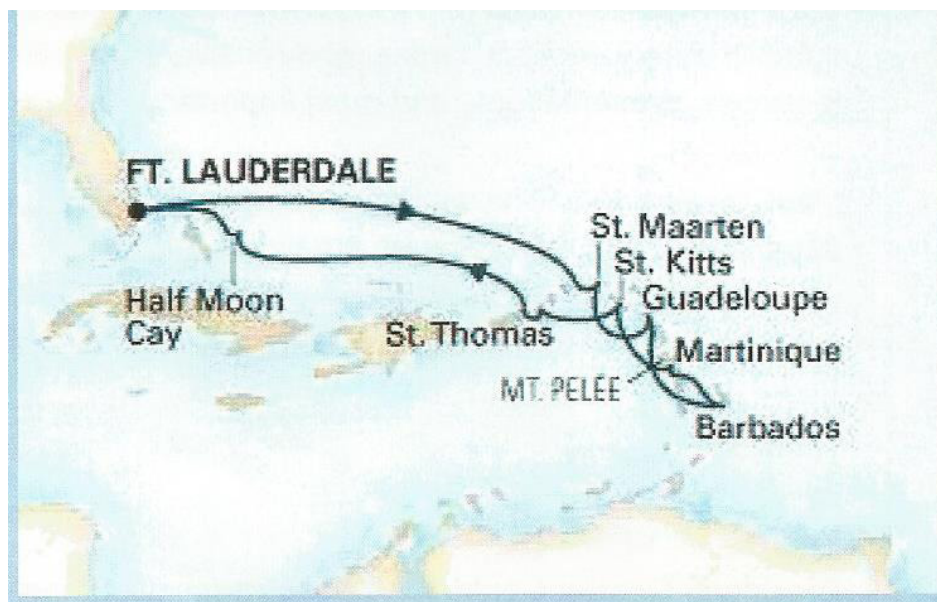 FT. LAUDERDALE
St. Maarten
St. Kitts
Guadeloupe
Half Moon
Cay
St. Thomas
Martinique
MT. PELÉE
Barbados